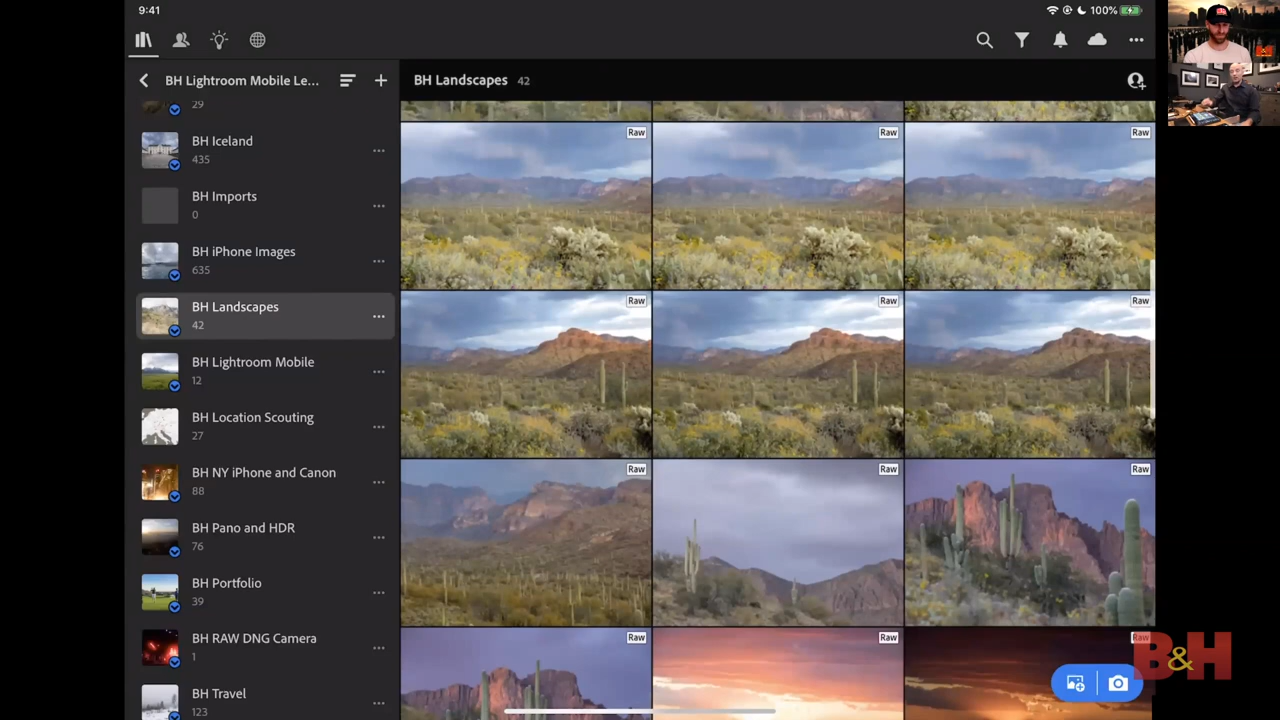 9:41
100%
BH Lightroom Mobile Le...
BH Landscapes 42
29
BH Iceland
435
BH Imports
0
BH iPhone Images
635
BH Landscapes
42
BH Lightroom Mobile
12
BH Location Scouting
27
BH NY iPhone and Canon
88
BH Pano and HDR
76
BH Portfolio
39
BH RAW DNG Camera
1
BH Travel
123
Raw
Raw
Raw
Raw
Raw
Raw
Raw
Raw
Raw
Raw
Raw
Raw
B&H